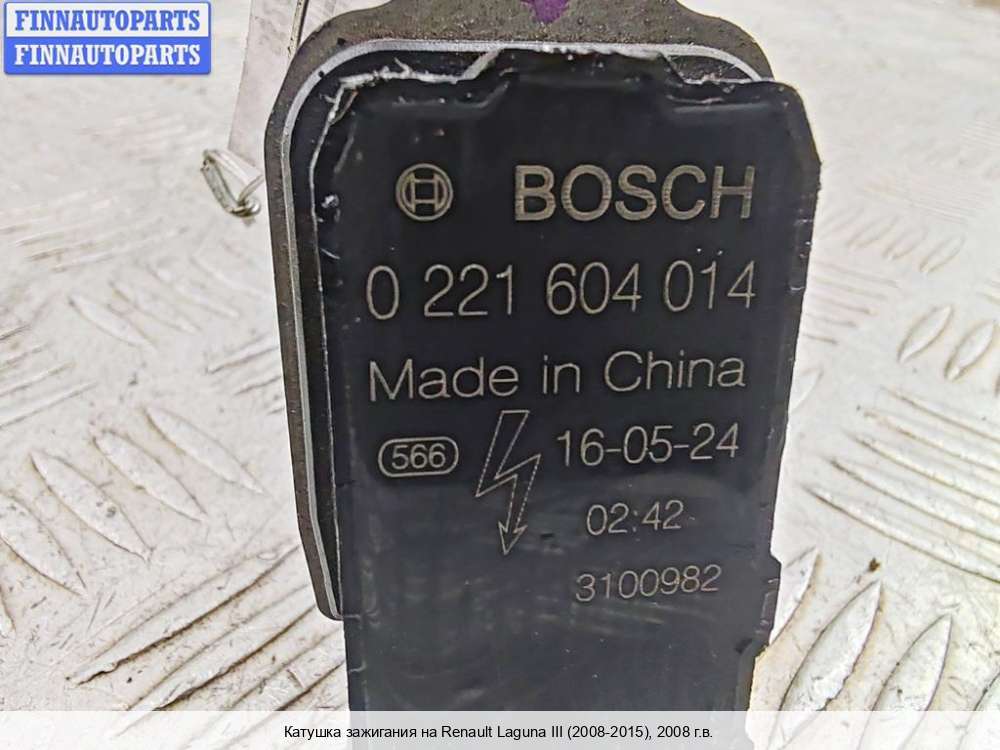 FINNAUTOPARTS
FINNAUTOPARTS
BOSCH
0 221 604 014
Made in China
566
16-05-24
02:42
3100982
Катушка зажигания на Renault Laguna III (2008-2015), 2008 г.в.